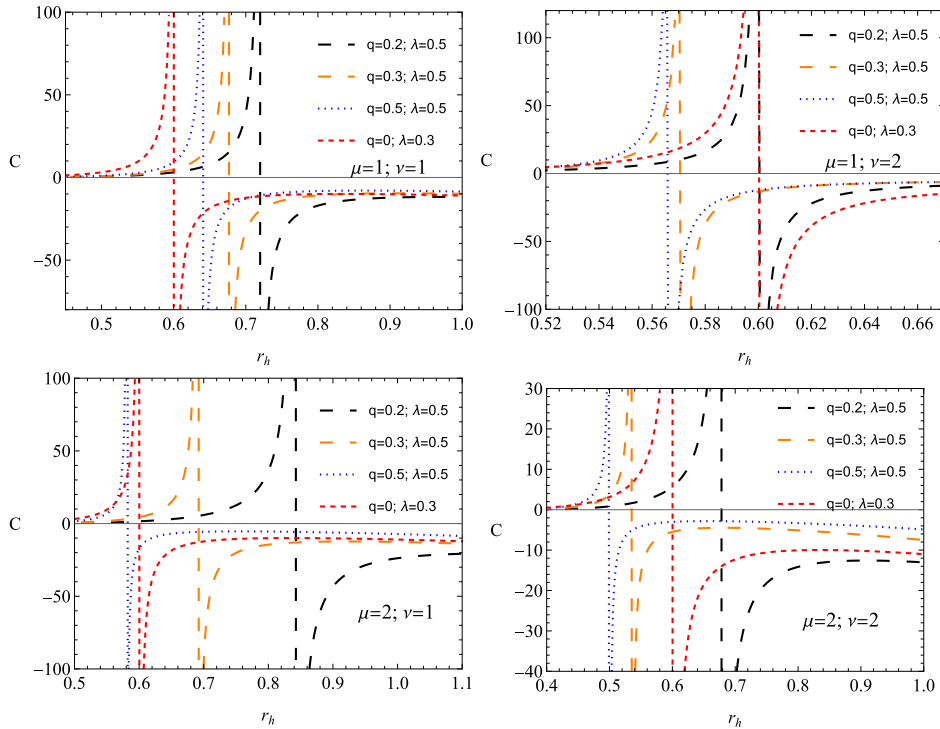 C
100
50
0
−50
0.5
0.6
0.7
0.8
0.9
1.0
r_h
q=0.2; λ=0.5
q=0.3; λ=0.5
q=0.5; λ=0.5
q=0; λ=0.3
μ=1; ν=1
C
100
50
0
-50
-100
0.52
0.54
0.56
0.58
0.60
0.62
0.64
0.66
r_h
q=0.2; λ=0.5
q=0.3; λ=0.5
q=0.5; λ=0.5
q=0; λ=0.3
μ=1; ν=2
C
100
50
0
-50
-100
0.5
0.6
0.7
0.8
0.9
1.0
1.1
r_h
q=0.2; λ=0.5
q=0.3; λ=0.5
q=0.5; λ=0.5
q=0; λ=0.3
μ=2; ν=1
C
30
20
10
0
-10
-20
-30
-40
0.4
0.5
0.6
0.7
0.8
0.9
1.0
r_h
q=0.2; λ=0.5
q=0.3; λ=0.5
q=0.5; λ=0.5
q=0; λ=0.3
μ=2; ν=2